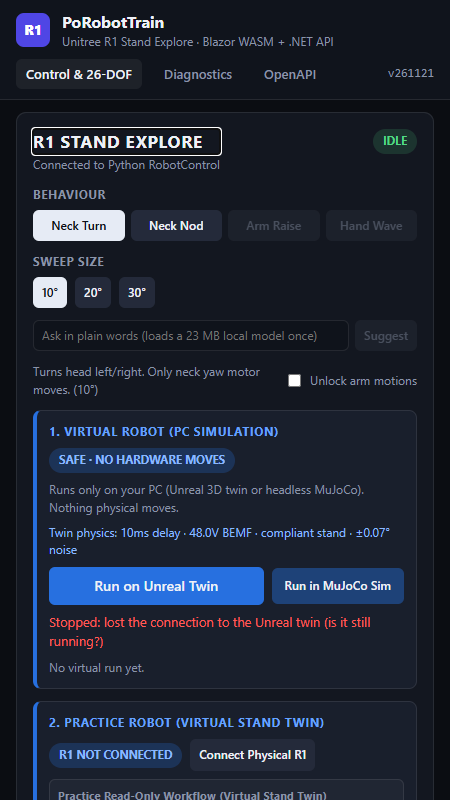 R1
PoRobotTrain
Unitree R1 Stand Explore · Blazor WASM + .NET API
Control & 26-DOF
Diagnostics
OpenAPI
v261121
R1 STAND EXPLORE
IDLE
Connected to Python RobotControl
BEHAVIOUR
Neck Turn
Neck Nod
Arm Raise
Hand Wave
SWEEP SIZE
10°
20°
30°
Ask in plain words (loads a 23 MB local model once)
Suggest
Turns head left/right. Only neck yaw motor
moves. (10°)
Unlock arm motions
1. VIRTUAL ROBOT (PC SIMULATION)
SAFE · NO HARDWARE MOVES
Runs only on your PC (Unreal 3D twin or headless MuJoCo).
Nothing physical moves.
Twin physics: 10ms delay · 48.0V BEMF · compliant stand · ±0.07°
noise
Run on Unreal Twin
Run in MuJoCo Sim
Stopped: lost the connection to the Unreal twin (is it still
running?)
No virtual run yet.
2. PRACTICE ROBOT (VIRTUAL STAND TWIN)
R1 NOT CONNECTED
Connect Physical R1
Practice Read-Only Workflow (Virtual Stand Twin)